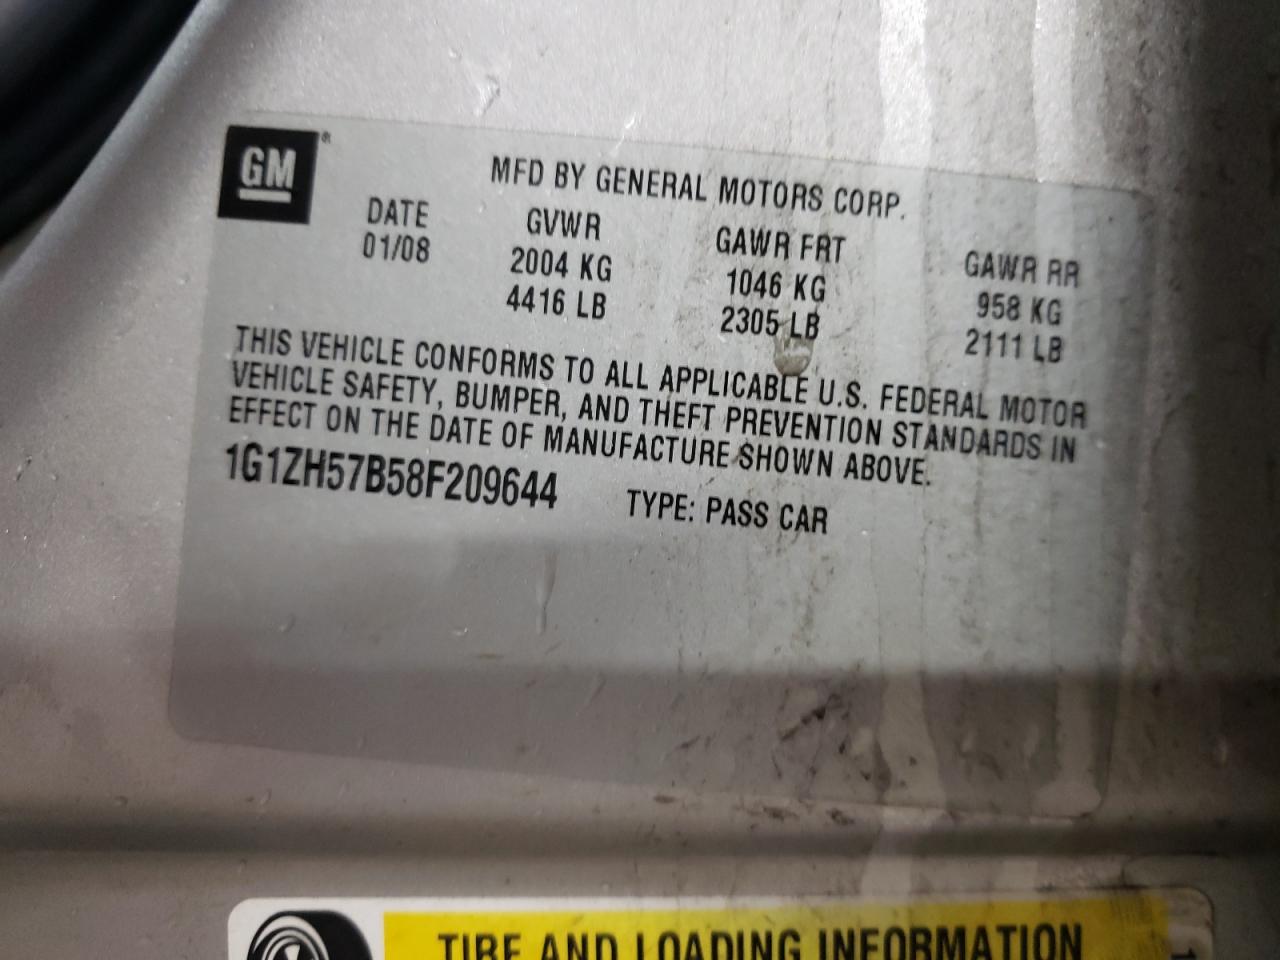 GM®
MFD BY GENERAL MOTORS CORP.
DATE GVWR GAWR FRT GAWR RR
01/08 2004 KG 1046 KG 958 KG
4416 LB 2305 LB 2111 LB
THIS VEHICLE CONFORMS TO ALL APPLICABLE U.S. FEDERAL MOTOR
VEHICLE SAFETY, BUMPER, AND THEFT PREVENTION STANDARDS IN
EFFECT ON THE DATE OF MANUFACTURE SHOWN ABOVE.
1G1ZH57B58F209644 TYPE: PASS CAR
TIRE AND LOADING INFORMATION